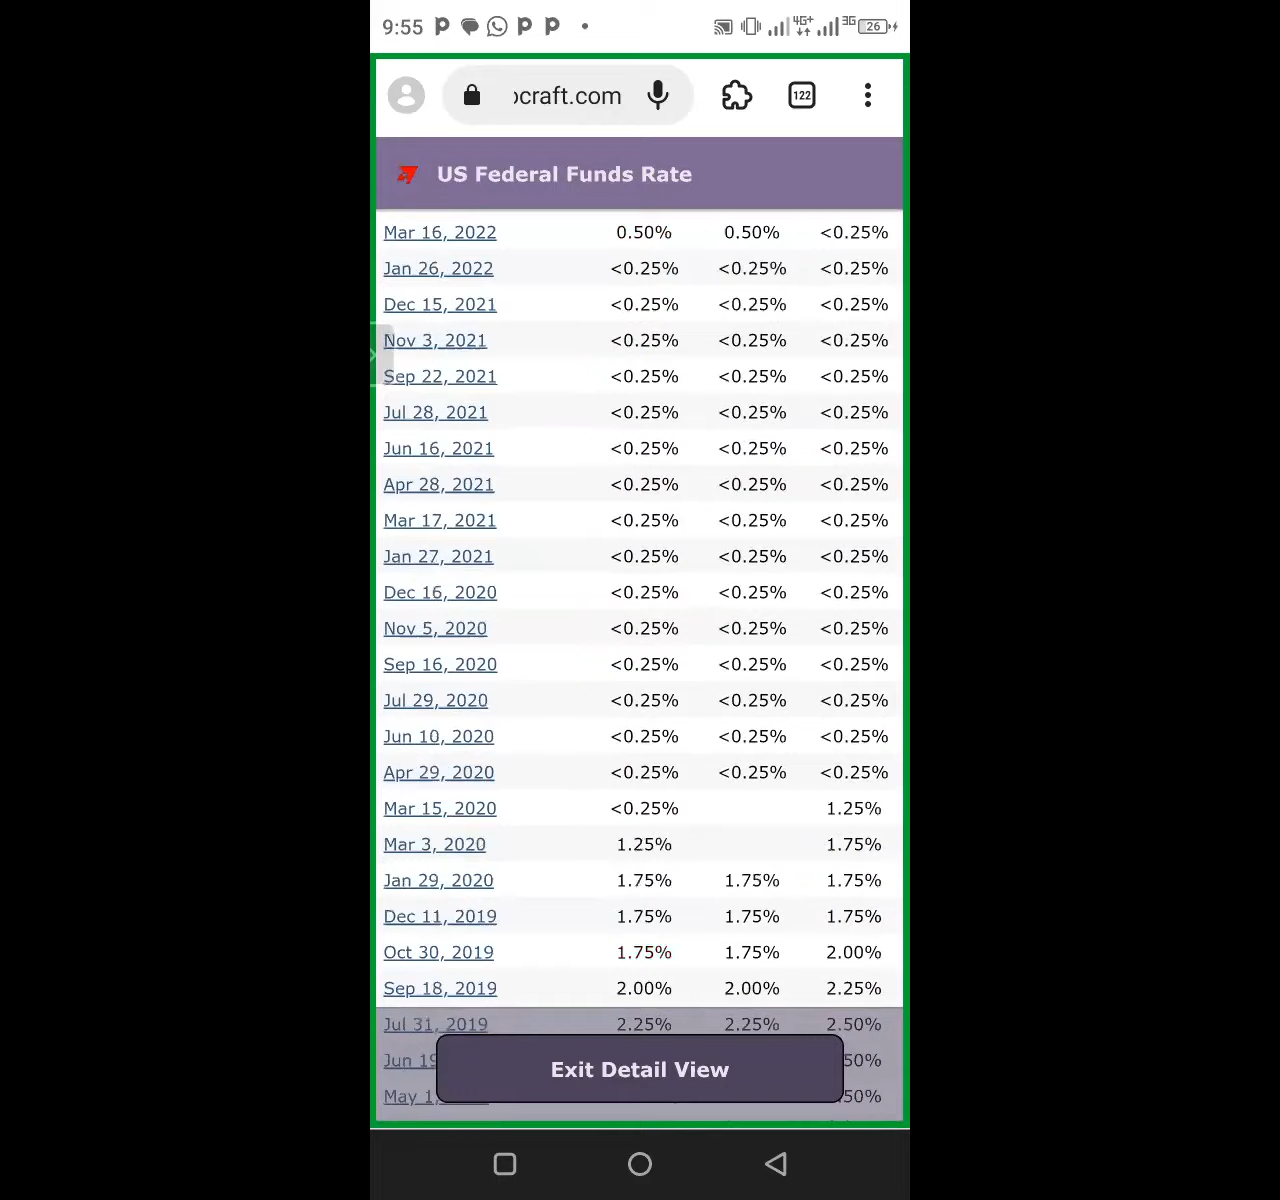 9:55 4G+ 3G 26
ocraft.com 122
US Federal Funds Rate
Mar 16, 2022 0.50% 0.50% <0.25%
Jan 26, 2022 <0.25% <0.25% <0.25%
Dec 15, 2021 <0.25% <0.25% <0.25%
Nov 3, 2021 <0.25% <0.25% <0.25%
Sep 22, 2021 <0.25% <0.25% <0.25%
Jul 28, 2021 <0.25% <0.25% <0.25%
Jun 16, 2021 <0.25% <0.25% <0.25%
Apr 28, 2021 <0.25% <0.25% <0.25%
Mar 17, 2021 <0.25% <0.25% <0.25%
Jan 27, 2021 <0.25% <0.25% <0.25%
Dec 16, 2020 <0.25% <0.25% <0.25%
Nov 5, 2020 <0.25% <0.25% <0.25%
Sep 16, 2020 <0.25% <0.25% <0.25%
Jul 29, 2020 <0.25% <0.25% <0.25%
Jun 10, 2020 <0.25% <0.25% <0.25%
Apr 29, 2020 <0.25% <0.25% <0.25%
Mar 15, 2020 <0.25% 1.25%
Mar 3, 2020 1.25% 1.75%
Jan 29, 2020 1.75% 1.75% 1.75%
Dec 11, 2019 1.75% 1.75% 1.75%
Oct 30, 2019 1.75% 1.75% 2.00%
Sep 18, 2019 2.00% 2.00% 2.25%
Jul 31, 2019 2.25% 2.25% 2.50%
Jun 19 50%
Exit Detail View
May 1, .50%